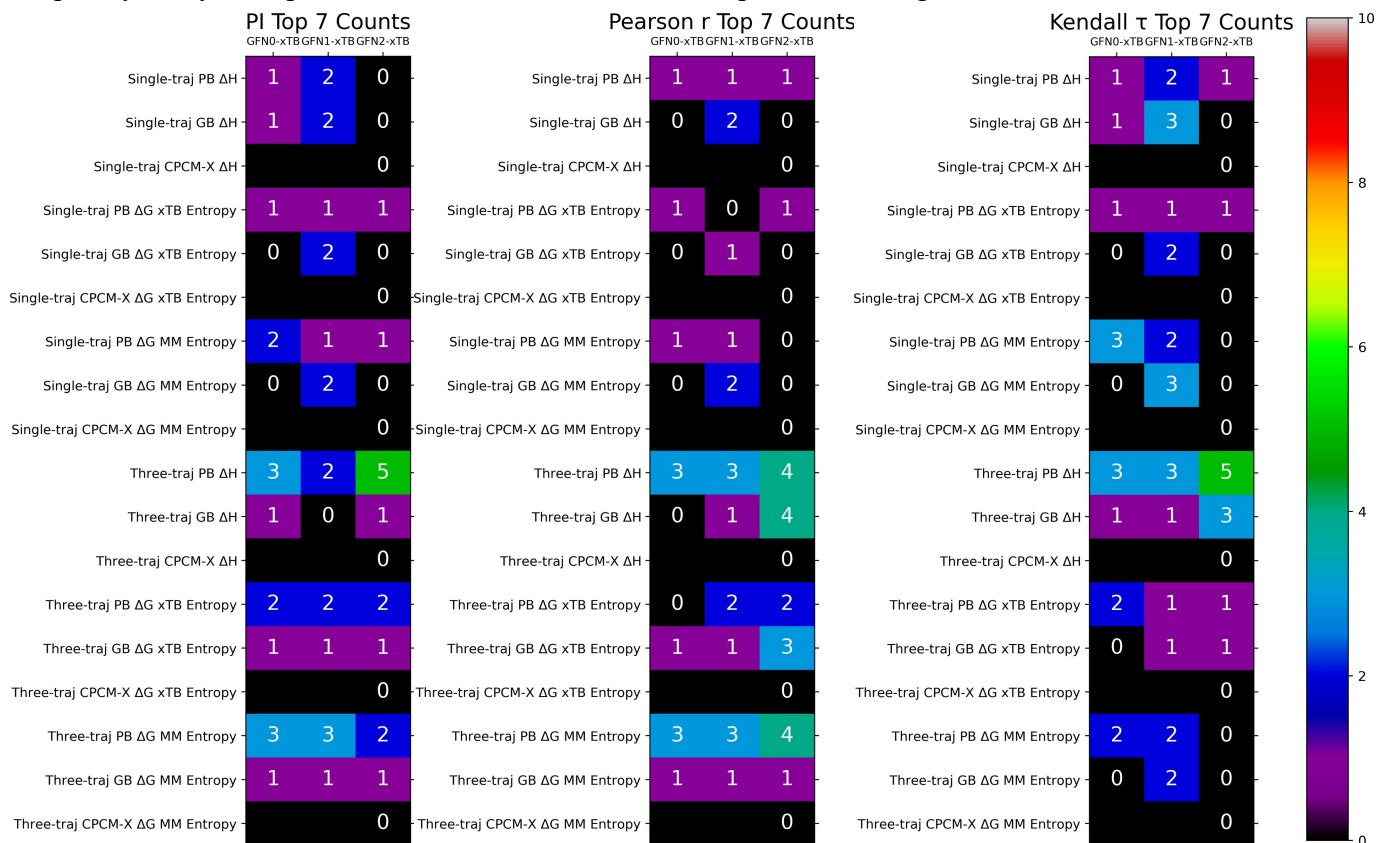 PI Top 7 Counts
GFN0-xTB GFN1-xTB GFN2-xTB
Single-traj PB ΔH 1 2 0
Single-traj GB ΔH 1 2 0
Single-traj CPCM-X ΔH 0
Single-traj PB ΔG xTB Entropy 1 1 1
Single-traj GB ΔG xTB Entropy 0 2 0
Single-traj CPCM-X ΔG xTB Entropy 0
Single-traj PB ΔG MM Entropy 2 1 1
Single-traj GB ΔG MM Entropy 0 2 0
Single-traj CPCM-X ΔG MM Entropy 0
Three-traj PB ΔH 3 2 5
Three-traj GB ΔH 1 0 1
Three-traj CPCM-X ΔH 0
Three-traj PB ΔG xTB Entropy 2 2 2
Three-traj GB ΔG xTB Entropy 1 1 1
Three-traj CPCM-X ΔG xTB Entropy 0
Three-traj PB ΔG MM Entropy 3 3 2
Three-traj GB ΔG MM Entropy 1 1 1
Three-traj CPCM-X ΔG MM Entropy 0
Pearson r Top 7 Counts
GFN0-xTB GFN1-xTB GFN2-xTB
Single-traj PB ΔH 1 1 1
Single-traj GB ΔH 0 2 0
Single-traj CPCM-X ΔH 0
Single-traj PB ΔG xTB Entropy 1 0 1
Single-traj GB ΔG xTB Entropy 0 1 0
Single-traj CPCM-X ΔG xTB Entropy 0
Single-traj PB ΔG MM Entropy 1 1 0
Single-traj GB ΔG MM Entropy 0 2 0
Single-traj CPCM-X ΔG MM Entropy 0
Three-traj PB ΔH 3 3 4
Three-traj GB ΔH 0 1 4
Three-traj CPCM-X ΔH 0
Three-traj PB ΔG xTB Entropy 0 2 2
Three-traj GB ΔG xTB Entropy 1 1 3
Three-traj CPCM-X ΔG xTB Entropy 0
Three-traj PB ΔG MM Entropy 3 3 4
Three-traj GB ΔG MM Entropy 1 1 1
Three-traj CPCM-X ΔG MM Entropy 0
Kendall τ Top 7 Counts
GFN0-xTB GFN1-xTB GFN2-xTB
Single-traj PB ΔH 1 2 1
Single-traj GB ΔH 1 3 0
Single-traj CPCM-X ΔH 0
Single-traj PB ΔG xTB Entropy 1 1 1
Single-traj GB ΔG xTB Entropy 0 2 0
Single-traj CPCM-X ΔG xTB Entropy 0
Single-traj PB ΔG MM Entropy 3 2 0
Single-traj GB ΔG MM Entropy 0 3 0
Single-traj CPCM-X ΔG MM Entropy 0
Three-traj PB ΔH 3 3 5
Three-traj GB ΔH 1 1 3
Three-traj CPCM-X ΔH 0
Three-traj PB ΔG xTB Entropy 2 1 1
Three-traj GB ΔG xTB Entropy 0 1 1
Three-traj CPCM-X ΔG xTB Entropy 0
Three-traj PB ΔG MM Entropy 2 2 0
Three-traj GB ΔG MM Entropy 0 2 0
Three-traj CPCM-X ΔG MM Entropy 0
10
8
6
4
2
0